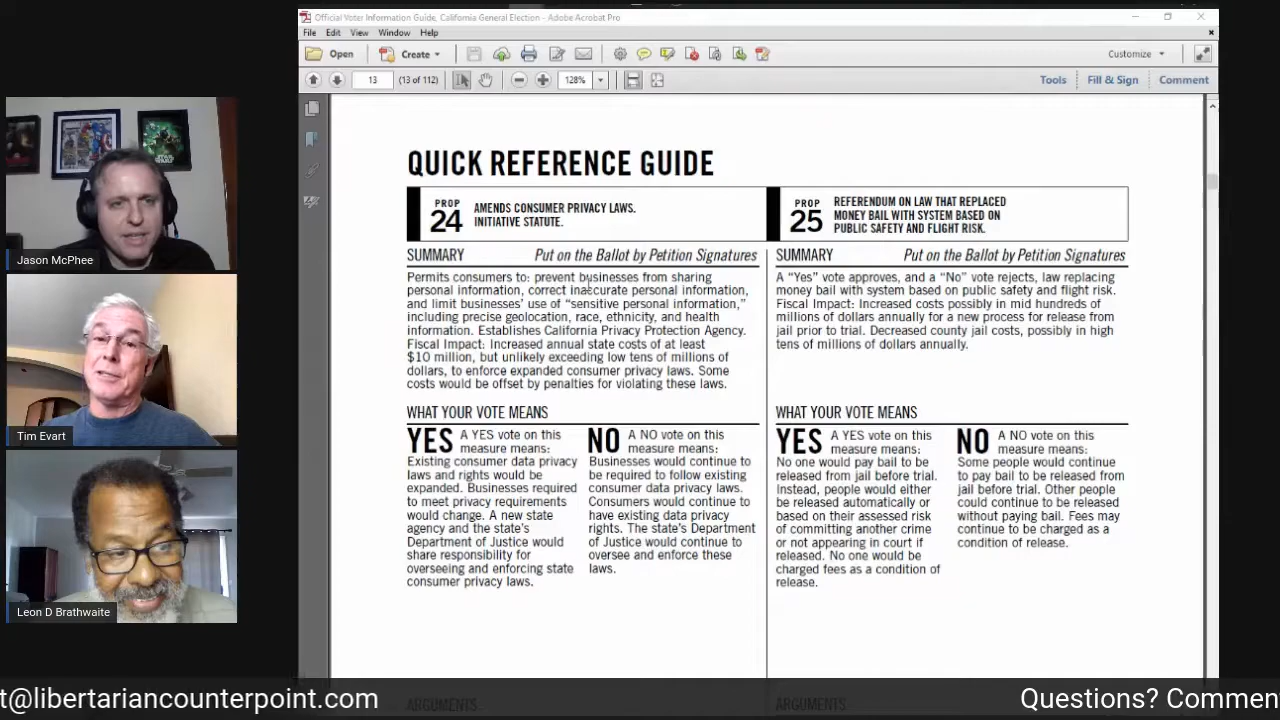 Official Voter Information Guide, California General Election - Adobe Acrobat Pro
File Edit View Window Help
Open Create Customize
13 (13 of 112) 128% Tools Fill & Sign Comment
QUICK REFERENCE GUIDE
PROP
24
AMENDS CONSUMER PRIVACY LAWS.
INITIATIVE STATUTE.
SUMMARY Put on the Ballot by Petition Signatures
Permits consumers to: prevent businesses from sharing
personal information, correct inaccurate personal information,
and limit businesses' use of “sensitive personal information,”
including precise geolocation, race, ethnicity, and health
information. Establishes California Privacy Protection Agency.
Fiscal Impact: Increased annual state costs of at least
$10 million, but unlikely exceeding low tens of millions of
dollars, to enforce expanded consumer privacy laws. Some
costs would be offset by penalties for violating these laws.
WHAT YOUR VOTE MEANS
YES A YES vote on this
measure means:
Existing consumer data privacy
laws and rights would be
expanded. Businesses required
to meet privacy requirements
would change. A new state
agency and the state's
Department of Justice would
share responsibility for
overseeing and enforcing state
consumer privacy laws.
NO A NO vote on this
measure means:
Businesses would continue to
be required to follow existing
consumer data privacy laws.
Consumers would continue to
have existing data privacy
rights. The state's Department
of Justice would continue to
oversee and enforce these
laws.
ARGUMENTS
PROP
25
REFERENDUM ON LAW THAT REPLACED
MONEY BAIL WITH SYSTEM BASED ON
PUBLIC SAFETY AND FLIGHT RISK.
SUMMARY Put on the Ballot by Petition Signatures
A “Yes” vote approves, and a “No” vote rejects, law replacing
money bail with system based on public safety and flight risk.
Fiscal Impact: Increased costs possibly in mid hundreds of
millions of dollars annually for a new process for release from
jail prior to trial. Decreased county jail costs, possibly in high
tens of millions of dollars annually.
WHAT YOUR VOTE MEANS
YES A YES vote on this
measure means:
No one would pay bail to be
released from jail before trial.
Instead, people would either
be released automatically or
based on their assessed risk
of committing another crime
or not appearing in court if
released. No one would be
charged fees as a condition of
release.
NO A NO vote on this
measure means:
Some people would continue
to pay bail to be released from
jail before trial. Other people
could continue to be released
without paying bail. Fees may
continue to be charged as a
condition of release.
ARGUMENTS
Jason McPhee
Tim Evart
Leon D Brathwaite
t@libertariancounterpoint.com Questions? Commen